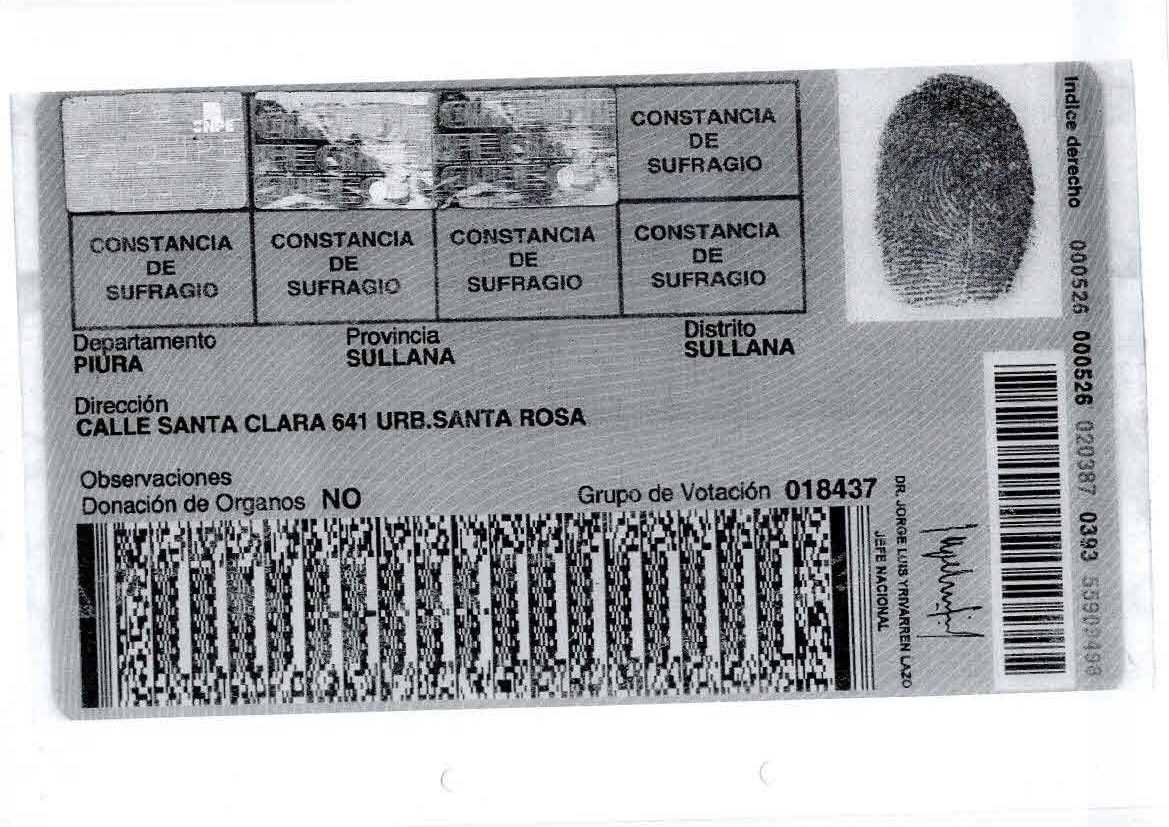 ONPE
CONSTANCIA
DE
SUFRAGIO
CONSTANCIA
DE
SUFRAGIO
CONSTANCIA
DE
SUFRAGIO
CONSTANCIA
DE
SUFRAGIO
CONSTANCIA
DE
SUFRAGIO
Departamento
PIURA
Provincia
SULLANA
Distrito
SULLANA
Dirección
CALLE SANTA CLARA 641 URB.SANTA ROSA
Observaciones
Donación de Organos NO
Grupo de Votación 018437
DR. JORGE LUIS YRIVARREN LAZO
JEFE NACIONAL
Indice derecho
000526 000526 020387 0393